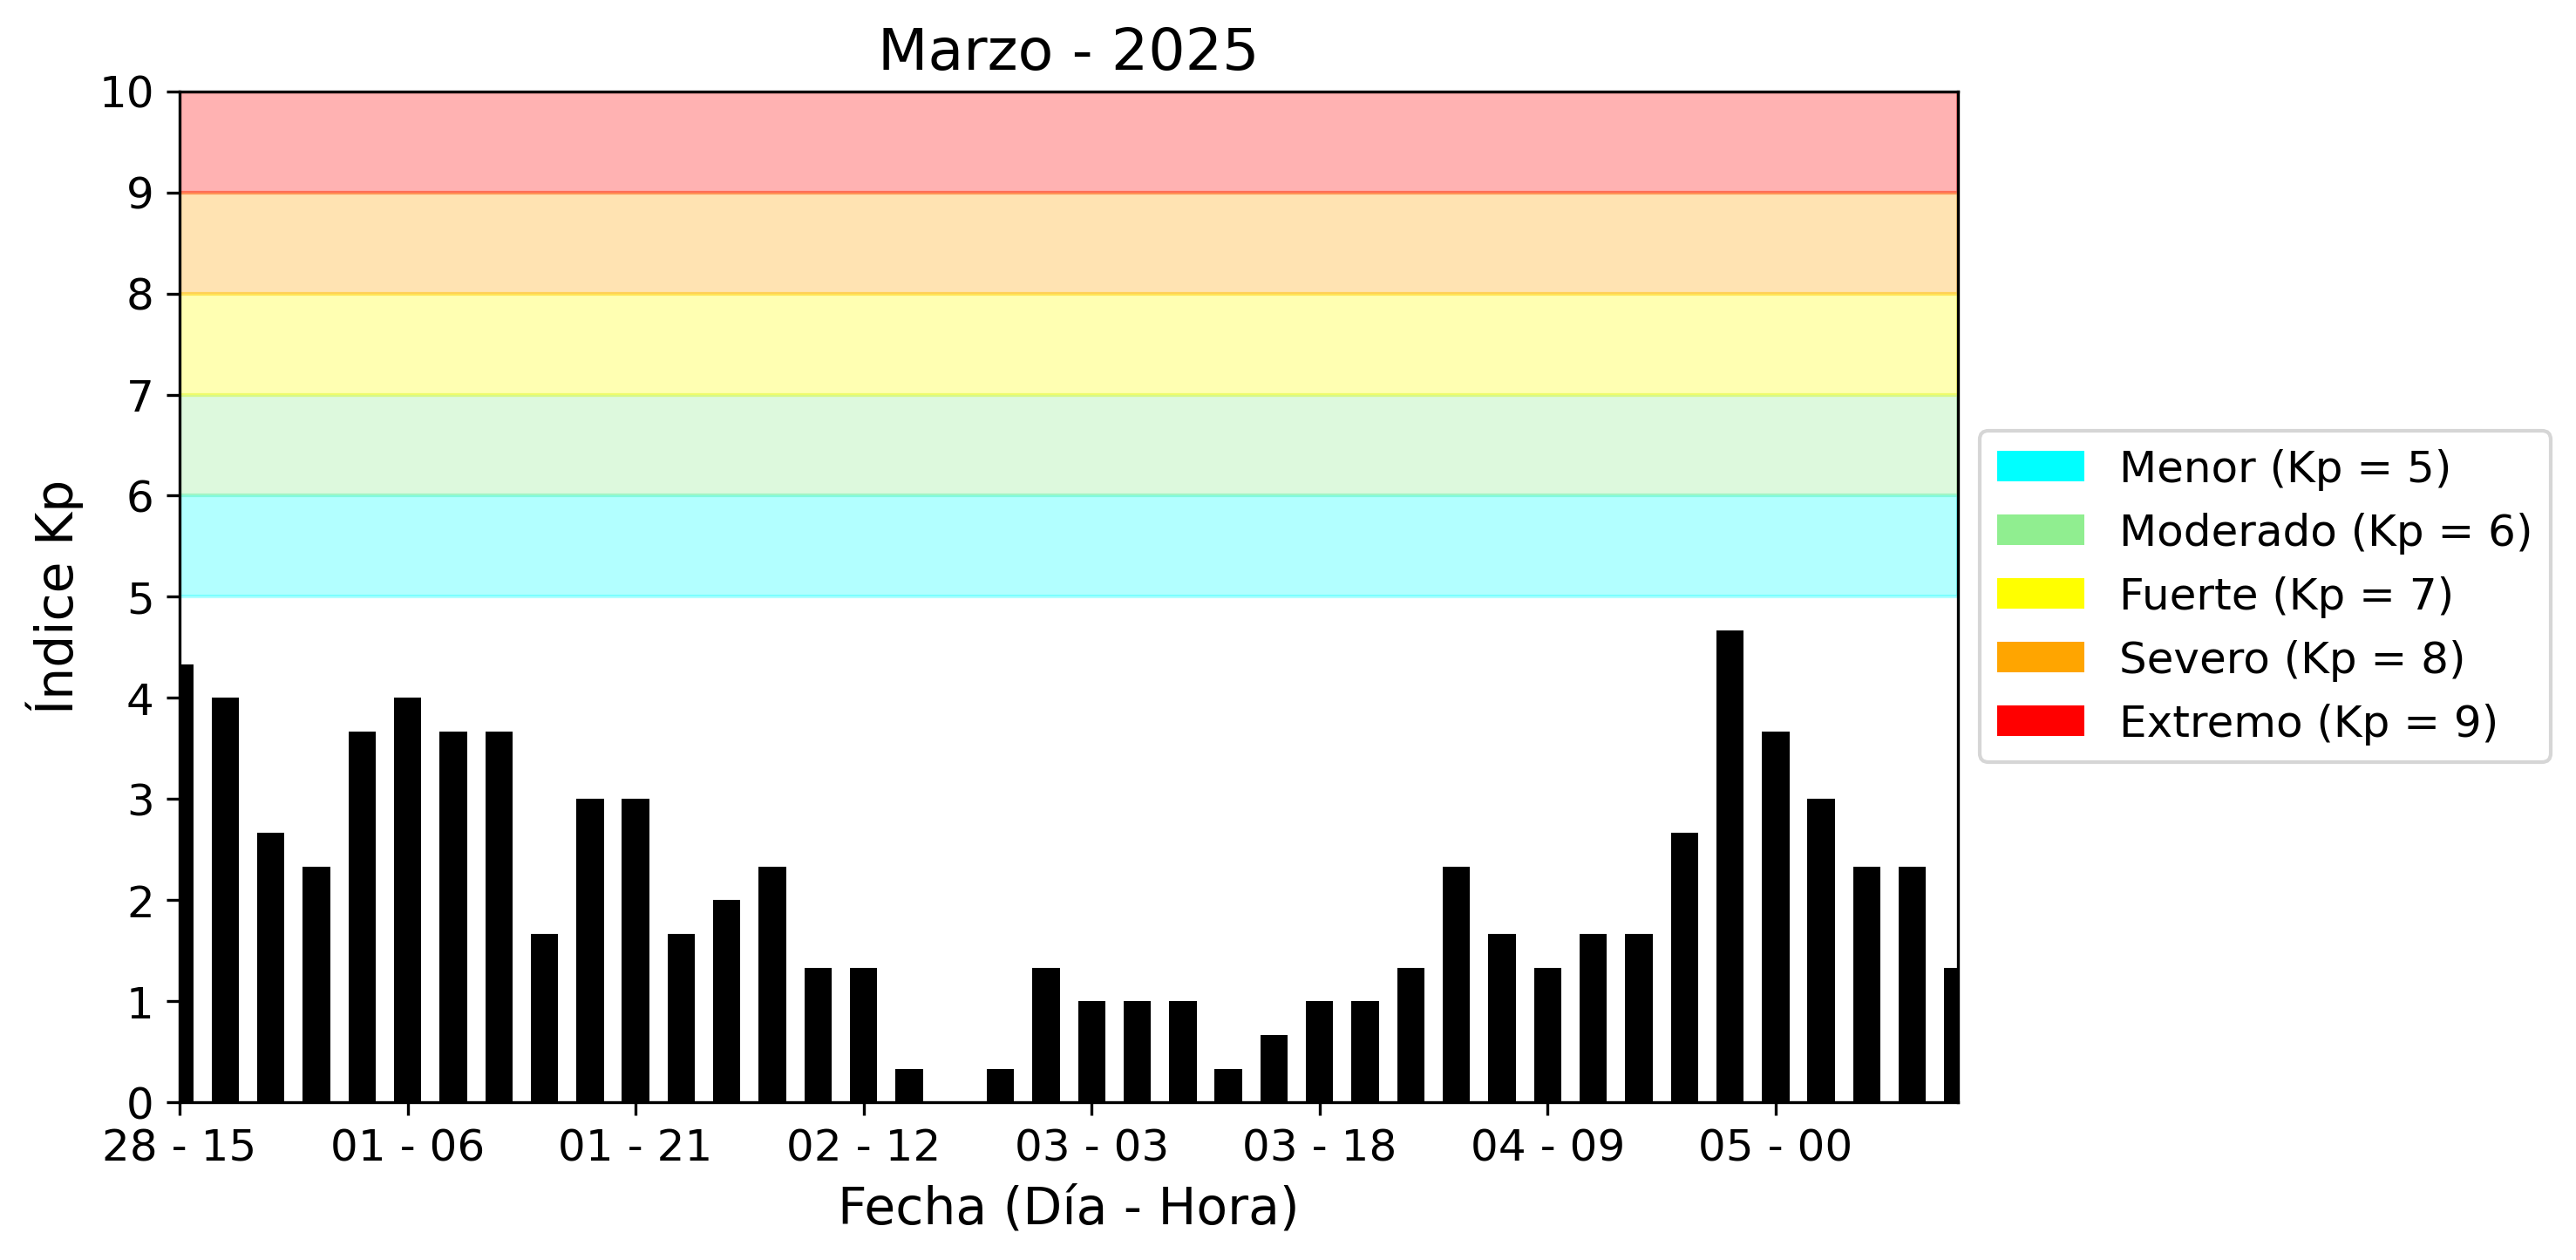 Marzo - 2025
10
9
8
7
6
5
4
3
2
1
0
Índice Kp
28 - 15
01 - 06
01 - 21
02 - 12
03 - 03
03 - 18
04 - 09
05 - 00
Fecha (Día - Hora)
Menor (Kp = 5)
Moderado (Kp = 6)
Fuerte (Kp = 7)
Severo (Kp = 8)
Extremo (Kp = 9)